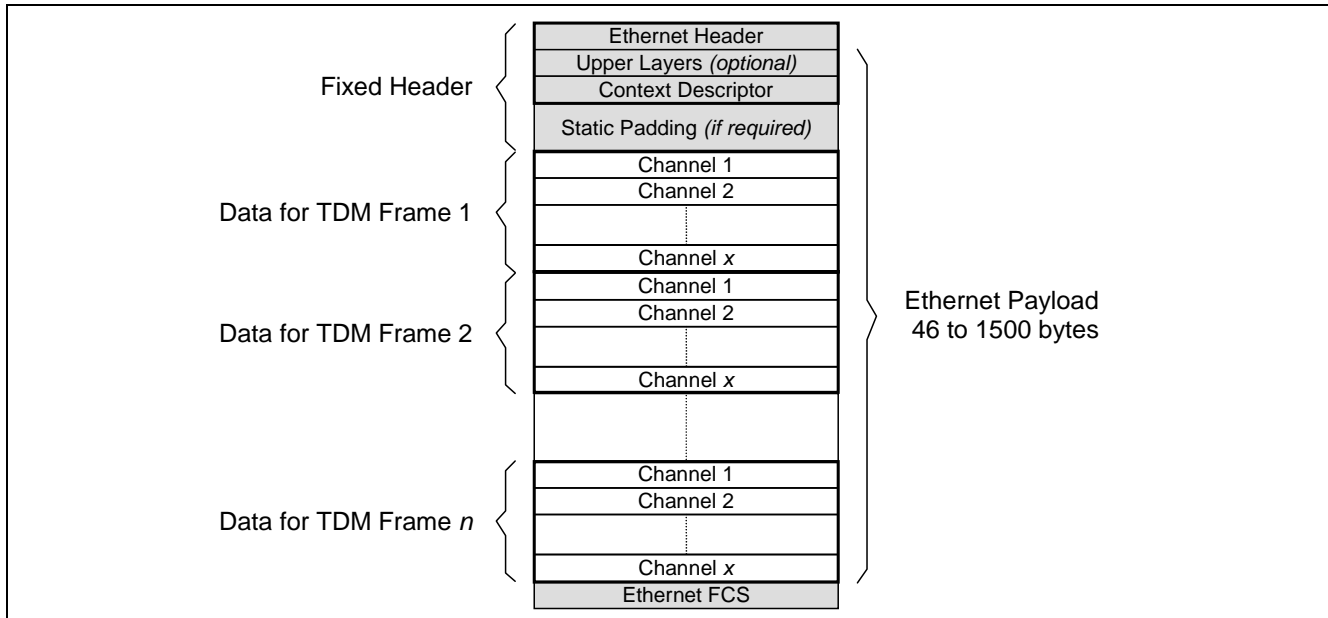 Ethernet Header
Upper Layers (optional)
Fixed Header
Context Descriptor
Static Padding (if required)
Channel 1
Channel 2
Data for TDM Frame 1
Channel x
Channel 1
Channel 2
Data for TDM Frame 2
Channel x
Ethernet Payload
46 to 1500 bytes
Channel 1
Channel 2
Data for TDM Frame n
Channel x
Ethernet FCS